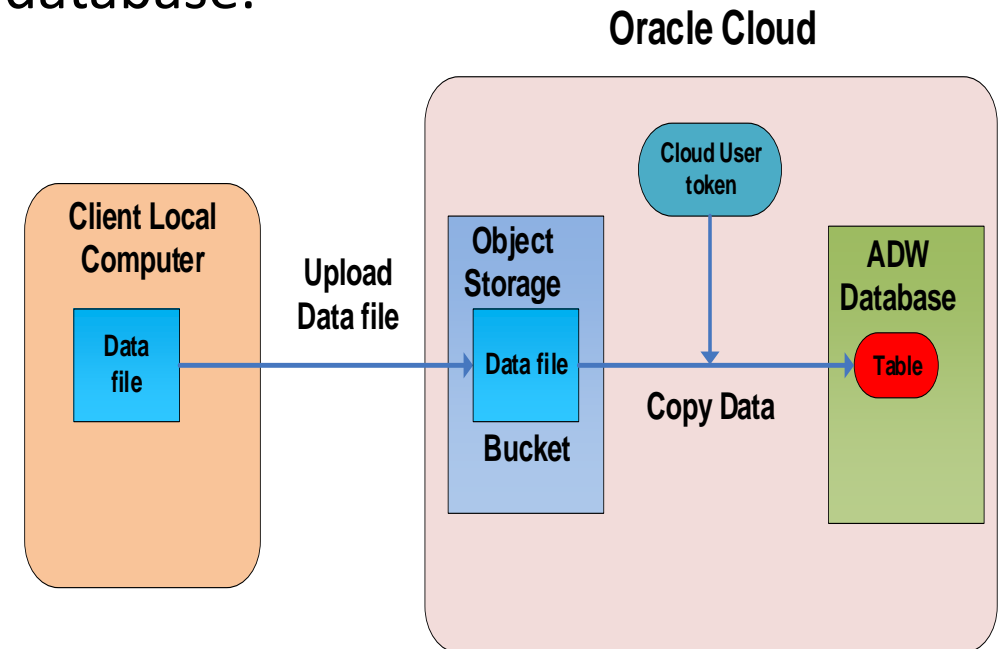 database.
Oracle Cloud
Client Local
Computer
Data
file
Upload
Data file
Cloud User
token
Object
Storage
Data file
Bucket
Copy Data
ADW
Database
Table